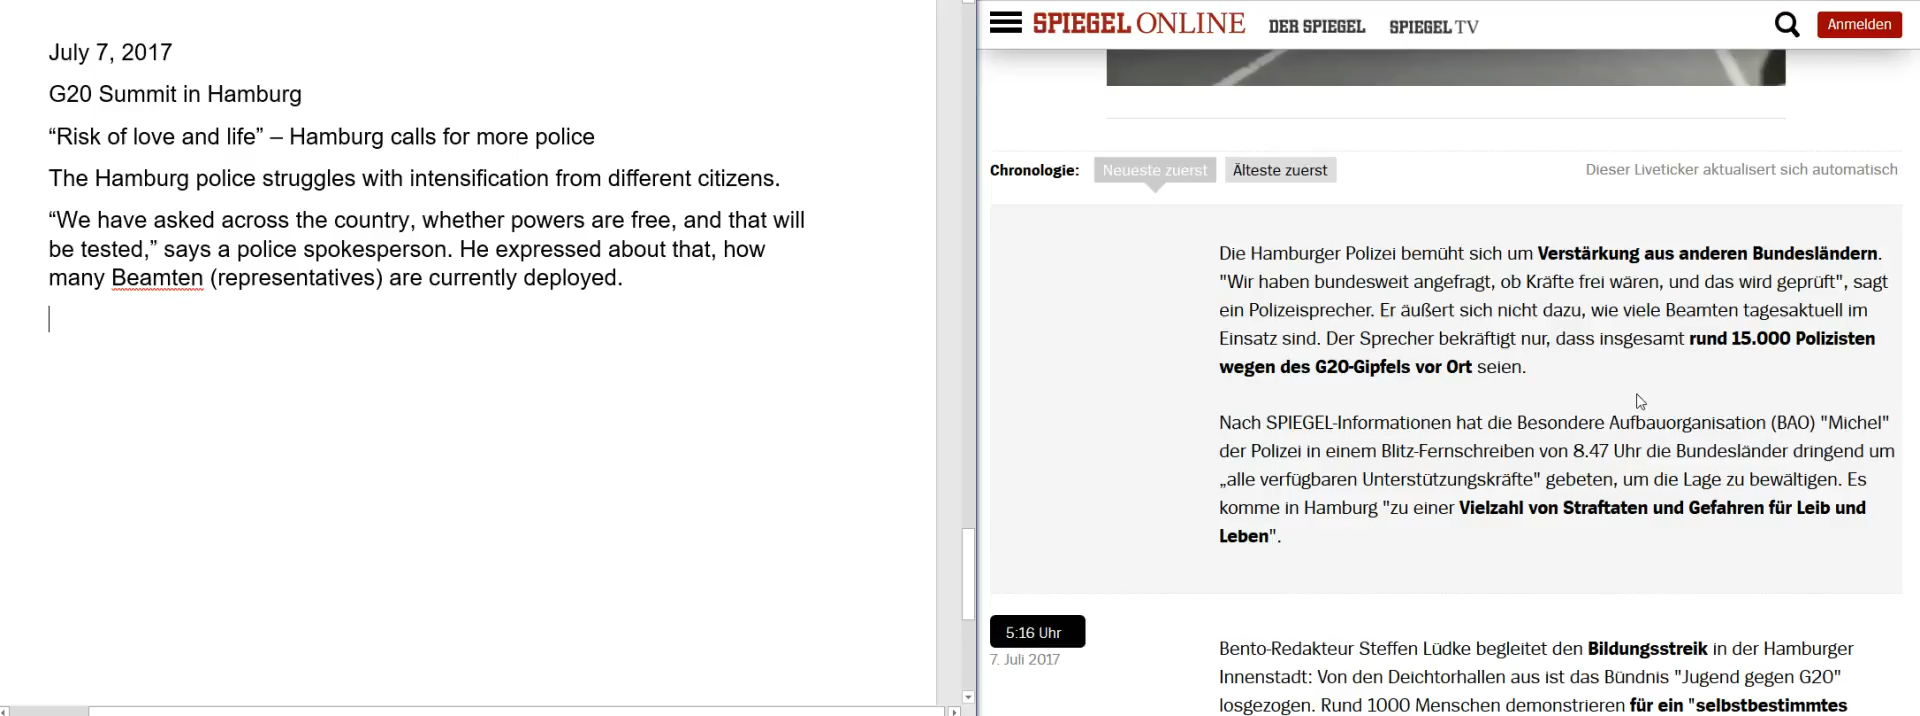 July 7, 2017
G20 Summit in Hamburg
“Risk of love and life” – Hamburg calls for more police
The Hamburg police struggles with intensification from different citizens.
“We have asked across the country, whether powers are free, and that will
be tested,” says a police spokesperson. He expressed about that, how
many Beamten (representatives) are currently deployed.
SPIEGEL ONLINE DER SPIEGEL SPIEGEL TV Anmelden
Chronologie: Neueste zuerst Älteste zuerst Dieser Liveticker aktualisert sich automatisch
Die Hamburger Polizei bemüht sich um Verstärkung aus anderen Bundesländern.
"Wir haben bundesweit angefragt, ob Kräfte frei wären, und das wird geprüft", sagt
ein Polizeisprecher. Er äußert sich nicht dazu, wie viele Beamten tagesaktuell im
Einsatz sind. Der Sprecher bekräftigt nur, dass insgesamt rund 15.000 Polizisten
wegen des G20-Gipfels vor Ort seien.
Nach SPIEGEL-Informationen hat die Besondere Aufbauorganisation (BAO) "Michel"
der Polizei in einem Blitz-Fernschreiben von 8.47 Uhr die Bundesländer dringend um
„alle verfügbaren Unterstützungskräfte" gebeten, um die Lage zu bewältigen. Es
komme in Hamburg "zu einer Vielzahl von Straftaten und Gefahren für Leib und
Leben".
5:16 Uhr
7. Juli 2017
Bento-Redakteur Steffen Lüdke begleitet den Bildungsstreik in der Hamburger
Innenstadt: Von den Deichtorhallen aus ist das Bündnis "Jugend gegen G20"
losgezogen. Rund 1000 Menschen demonstrieren für ein "selbstbestimmtes